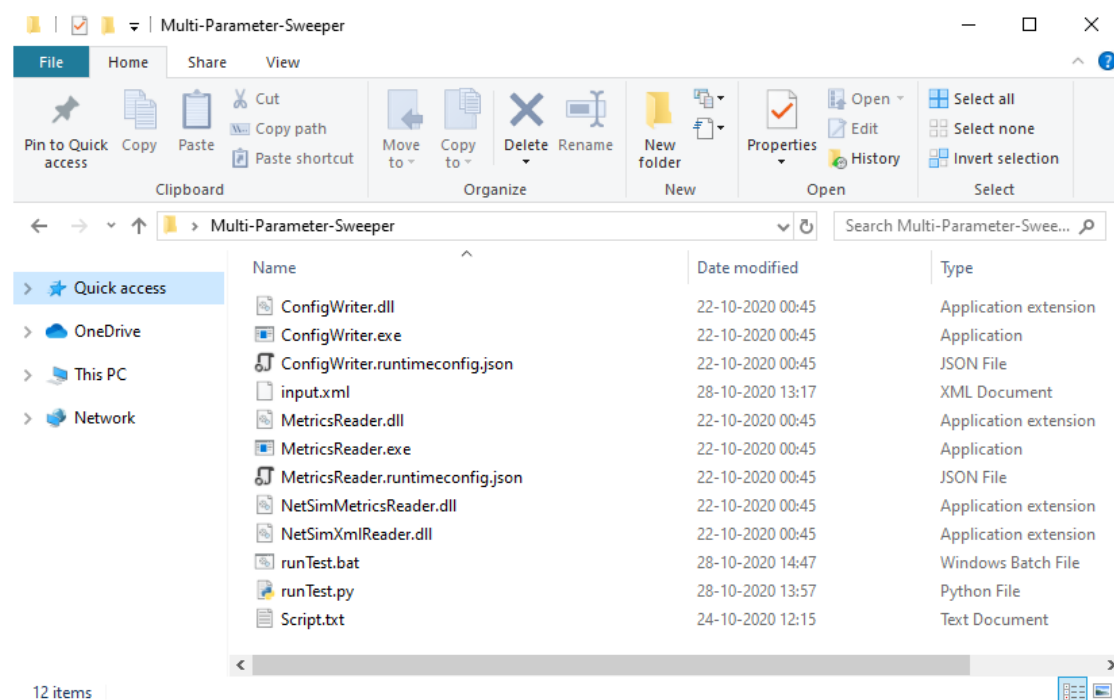 Multi-Parameter-Sweeper
File Home Share View
Pin to Quick access
Copy
Paste
Cut
Copy path
Paste shortcut
Clipboard
Move to
Copy to
Delete
Rename
Organize
New folder
New
Properties
Open
Edit
History
Open
Select all
Select none
Invert selection
Select
Multi-Parameter-Sweeper
Search Multi-Parameter-Swee...
Quick access
OneDrive
This PC
Network
Name Date modified Type
ConfigWriter.dll 22-10-2020 00:45 Application extension
ConfigWriter.exe 22-10-2020 00:45 Application
ConfigWriter.runtimeconfig.json 22-10-2020 00:45 JSON File
input.xml 28-10-2020 13:17 XML Document
MetricsReader.dll 22-10-2020 00:45 Application extension
MetricsReader.exe 22-10-2020 00:45 Application
MetricsReader.runtimeconfig.json 22-10-2020 00:45 JSON File
NetSimMetricsReader.dll 22-10-2020 00:45 Application extension
NetSimXmlReader.dll 22-10-2020 00:45 Application extension
runTest.bat 28-10-2020 14:47 Windows Batch File
runTest.py 28-10-2020 13:57 Python File
Script.txt 24-10-2020 12:15 Text Document
12 items